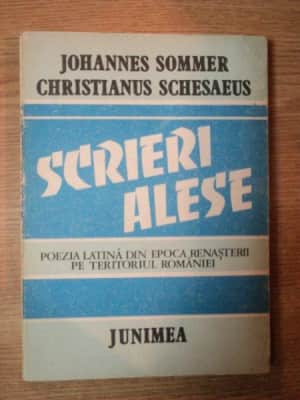 JOHANNES SOMMER
CHRISTIANUS SCHESAEUS
SCRIERI
ALESE
POEZIA LATINĂ DIN EPOCA RENAȘTERII
PE TERITORIUL ROMÂNIEI
JUNIMEA